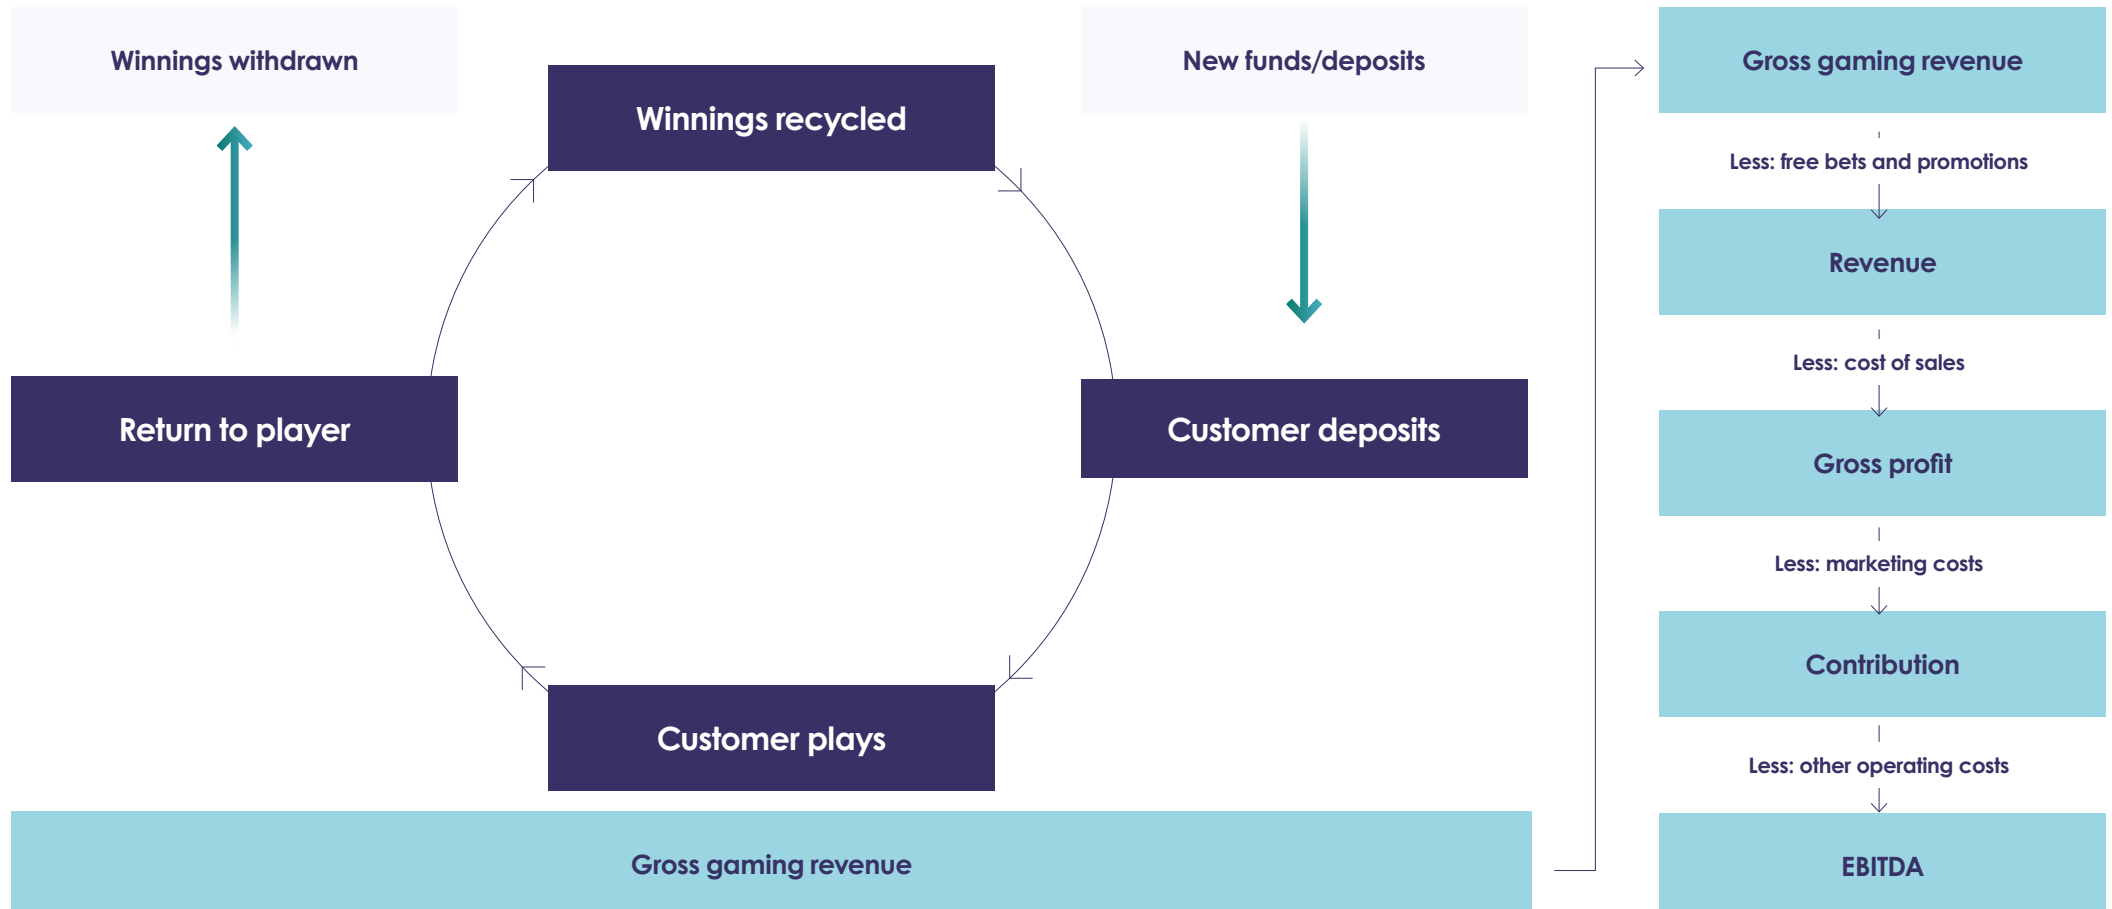 Winnings withdrawn
Winnings recycled
New funds/deposits
Return to player
Customer deposits
Customer plays
Gross gaming revenue
Gross gaming revenue
Less: free bets and promotions
Revenue
Less: cost of sales
Gross profit
Less: marketing costs
Contribution
Less: other operating costs
EBITDA